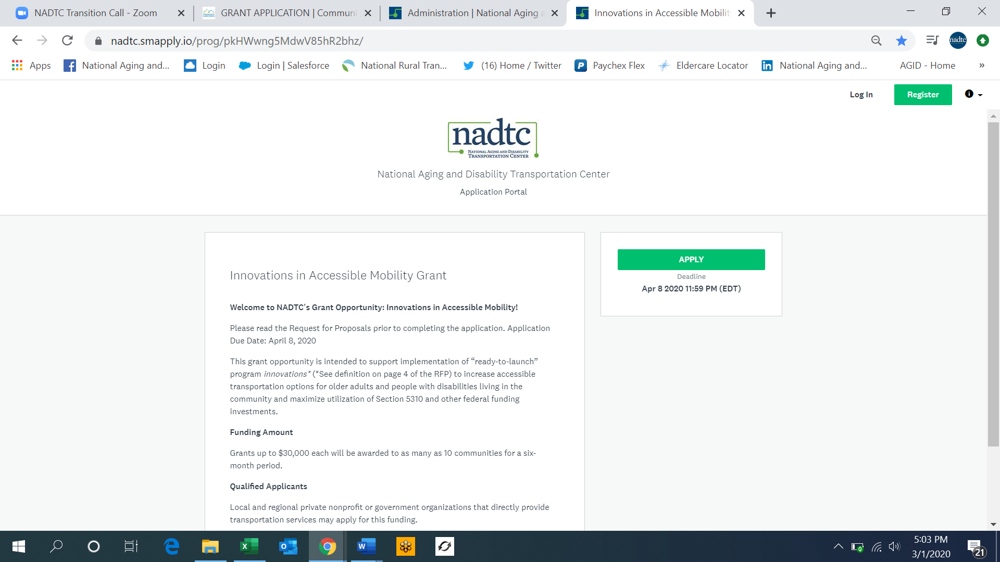 NADTC Transition Call - Zoom
GRANT APPLICATION | Communi
Administration | National Aging a
Innovations in Accessible Mobilit
nadtc.smapply.io/prog/pkHWwng5MdwV85hR2bhz/
nadtc
Apps
National Aging and...
Login
Login | Salesforce
National Rural Tran...
(16) Home / Twitter
Paychex Flex
Eldercare Locator
National Aging and...
AGID - Home
»
Log In
Register
nadtc
National Aging and Disability
Transportation Center
National Aging and Disability Transportation Center
Application Portal
Innovations in Accessible Mobility Grant
Welcome to NADTC's Grant Opportunity: Innovations in Accessible Mobility!
Please read the Request for Proposals prior to completing the application. Application
Due Date: April 8, 2020
This grant opportunity is intended to support implementation of “ready-to-launch”
program innovations* (*See definition on page 4 of the RFP) to increase accessible
transportation options for older adults and people with disabilities living in the
community and maximize utilization of Section 5310 and other federal funding
investments.
Funding Amount
Grants up to $30,000 each will be awarded to as many as 10 communities for a six-
month period.
Qualified Applicants
Local and regional private nonprofit or government organizations that directly provide
transportation services may apply for this funding.
APPLY
Deadline
Apr 8 2020 11:59 PM (EDT)
5:03 PM
3/1/2020
21